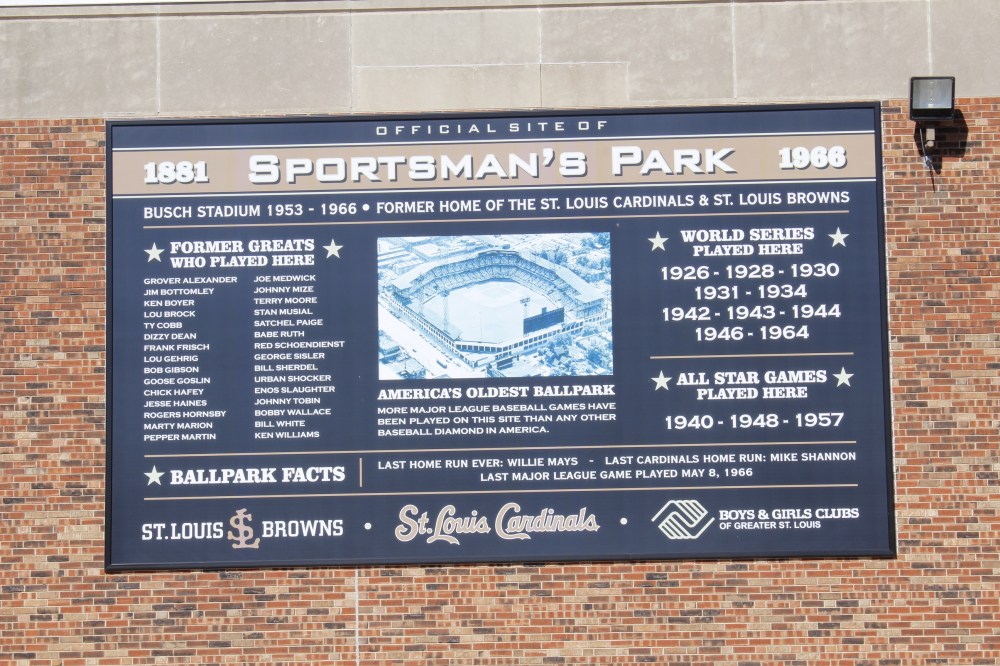 OFFICIAL SITE OF
1881 SPORTSMAN'S PARK 1966
BUSCH STADIUM 1953 - 1966 • FORMER HOME OF THE ST. LOUIS CARDINALS & ST. LOUIS BROWNS
FORMER GREATS
WHO PLAYED HERE
GROVER ALEXANDER
JIM BOTTOMLEY
KEN BOYER
LOU BROCK
TY COBB
DIZZY DEAN
FRANK FRISCH
LOU GEHRIG
BOB GIBSON
GOOSE GOSLIN
CHICK HAFEY
JESSE HAINES
ROGERS HORNSBY
MARTY MARION
PEPPER MARTIN
JOE MEDWICK
JOHNNY MIZE
TERRY MOORE
STAN MUSIAL
SATCHEL PAIGE
BABE RUTH
RED SCHOENDIENST
GEORGE SISLER
BILL SHERDEL
URBAN SHOCKER
ENOS SLAUGHTER
JOHNNY TOBIN
BOBBY WALLACE
BILL WHITE
KEN WILLIAMS
AMERICA'S OLDEST BALLPARK
MORE MAJOR LEAGUE BASEBALL GAMES HAVE
BEEN PLAYED ON THIS SITE THAN ANY OTHER
BASEBALL DIAMOND IN AMERICA.
WORLD SERIES
PLAYED HERE
1926 - 1928 - 1930
1931 - 1934
1942 - 1943 - 1944
1946 - 1964
ALL STAR GAMES
PLAYED HERE
1940 - 1948 - 1957
BALLPARK FACTS
LAST HOME RUN EVER: WILLIE MAYS - LAST CARDINALS HOME RUN: MIKE SHANNON
LAST MAJOR LEAGUE GAME PLAYED MAY 8, 1966
ST. LOUIS SL BROWNS • St. Louis Cardinals • BOYS & GIRLS CLUBS
OF GREATER ST. LOUIS